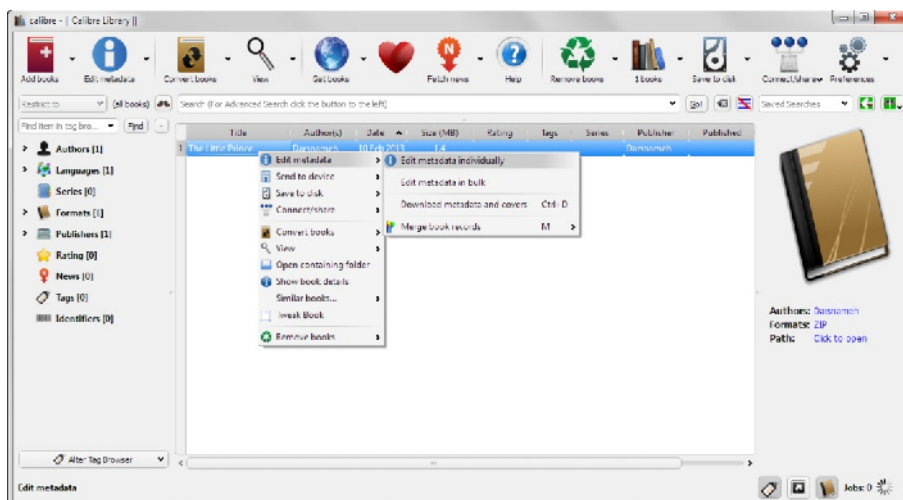 calibre - || Calibre Library ||
Add books Edit metadata Convert books View Get books Fetch news Help Remove books 1 books Save to disk Connect/share Preferences
Restrict to (all books) Search (For Advanced Search click the button to the left) Go! Saved Searches
Find item in tag bro... Find
Title Author(s) Date Size (MB) Rating Tags Series Publisher Published
1 The Little Prince Darsnameh 10 Feb 2013 1.4 Darsnameh
Authors [1]
Languages [1]
Series [0]
Formats [1]
Publishers [1]
Rating [0]
News [0]
Tags [0]
Identifiers [0]
Edit metadata
Send to device
Save to disk
Connect/share
Convert books
View
Open containing folder
Show book details
Similar books...
Tweak Book
Remove books
Edit metadata individually
Edit metadata in bulk
Download metadata and covers Ctrl+D
Merge book records M
Authors: Darsnameh
Formats: ZIP
Path: Click to open
Alter Tag Browser
Edit metadata
Jobs: 0